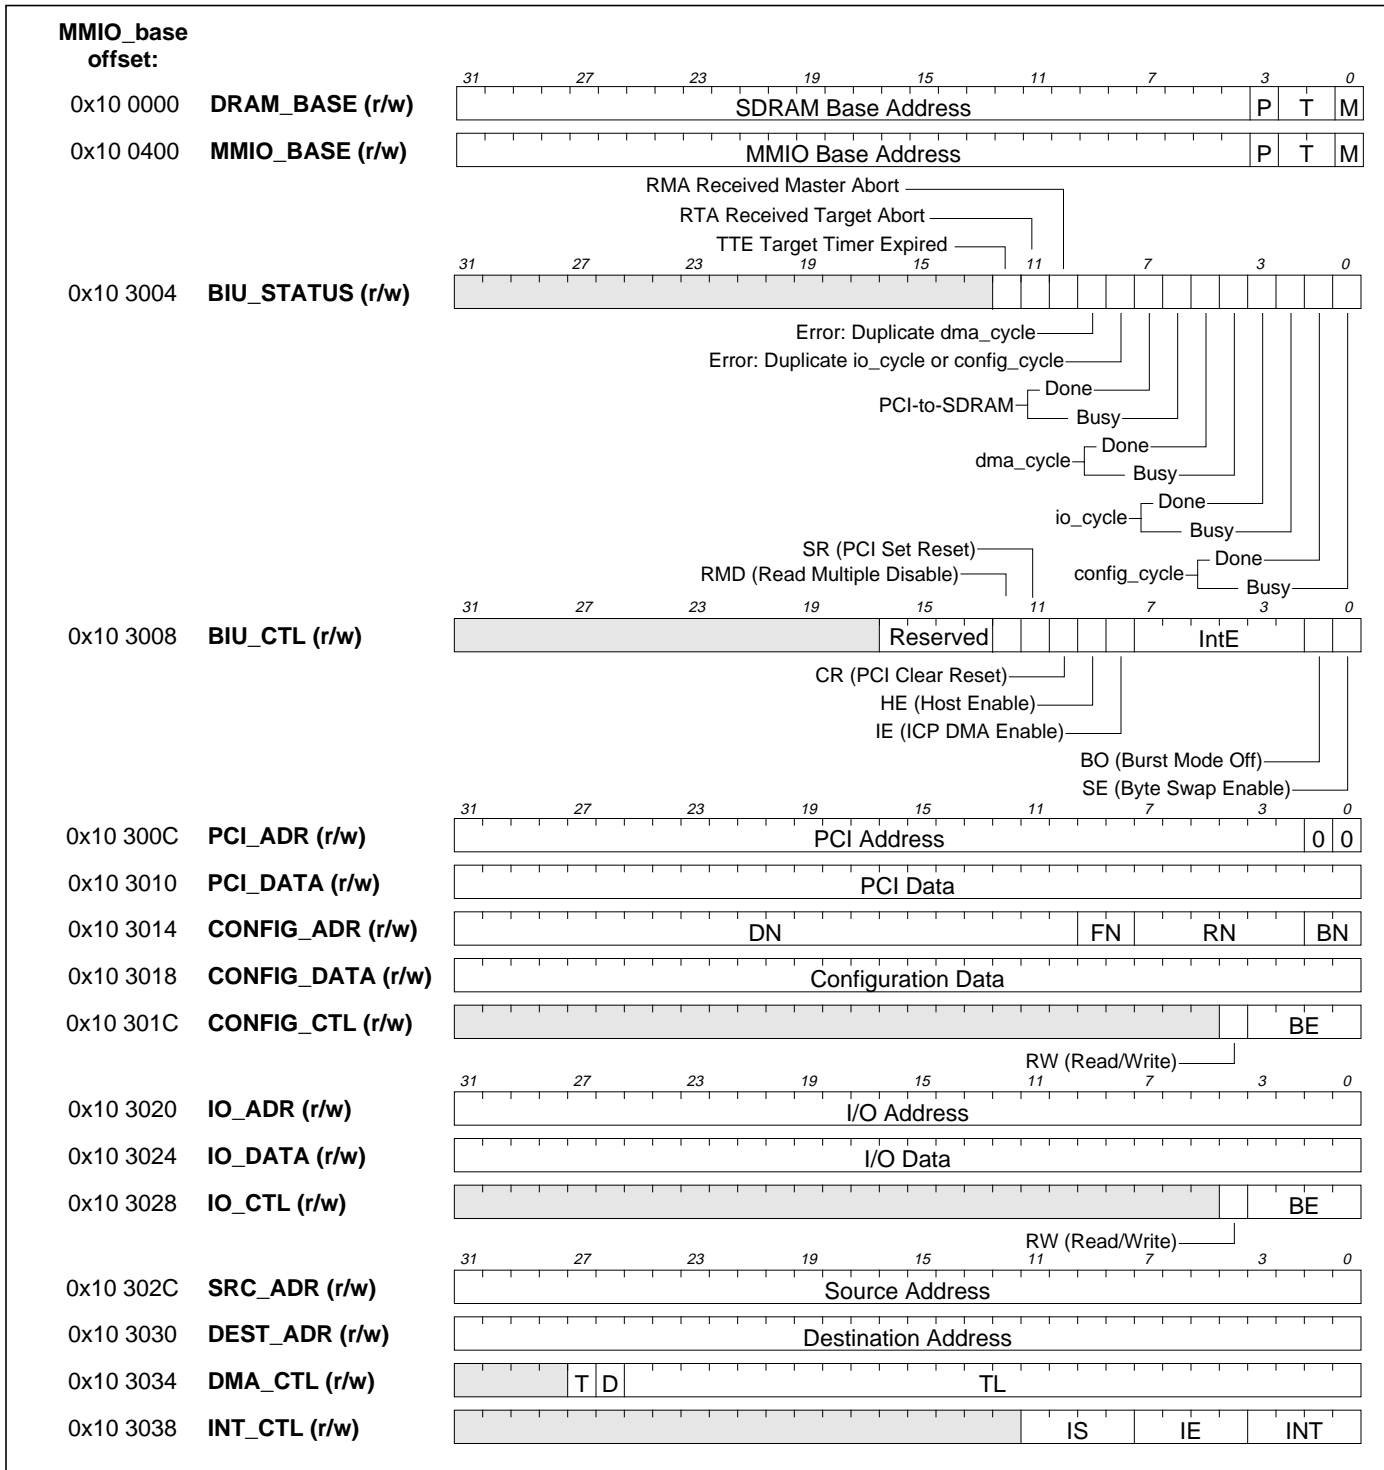 MMIO_base
offset:
31 27 23 19 15 11 7 3 0
0x10 0000 DRAM_BASE (r/w) SDRAM Base Address P T M
0x10 0400 MMIO_BASE (r/w) MMIO Base Address P T M
RMA Received Master Abort
RTA Received Target Abort
TTE Target Timer Expired
31 27 23 19 15 11 7 3 0
0x10 3004 BIU_STATUS (r/w)
Error: Duplicate dma_cycle
Error: Duplicate io_cycle or config_cycle
Done
PCI-to-SDRAM
Busy
Done
dma_cycle
Busy
Done
io_cycle
Busy
SR (PCI Set Reset)
Done
RMD (Read Multiple Disable)
config_cycle
Busy
31 27 23 19 15 11 7 3 0
0x10 3008 BIU_CTL (r/w) Reserved IntE
CR (PCI Clear Reset)
HE (Host Enable)
IE (ICP DMA Enable)
BO (Burst Mode Off)
SE (Byte Swap Enable)
31 27 23 19 15 11 7 3 0
0x10 300C PCI_ADR (r/w) PCI Address 0 0
0x10 3010 PCI_DATA (r/w) PCI Data
0x10 3014 CONFIG_ADR (r/w) DN FN RN BN
0x10 3018 CONFIG_DATA (r/w) Configuration Data
0x10 301C CONFIG_CTL (r/w) BE
RW (Read/Write)
31 27 23 19 15 11 7 3 0
0x10 3020 IO_ADR (r/w) I/O Address
0x10 3024 IO_DATA (r/w) I/O Data
0x10 3028 IO_CTL (r/w) BE
RW (Read/Write)
31 27 23 19 15 11 7 3 0
0x10 302C SRC_ADR (r/w) Source Address
0x10 3030 DEST_ADR (r/w) Destination Address
0x10 3034 DMA_CTL (r/w) T D TL
0x10 3038 INT_CTL (r/w) IS IE INT